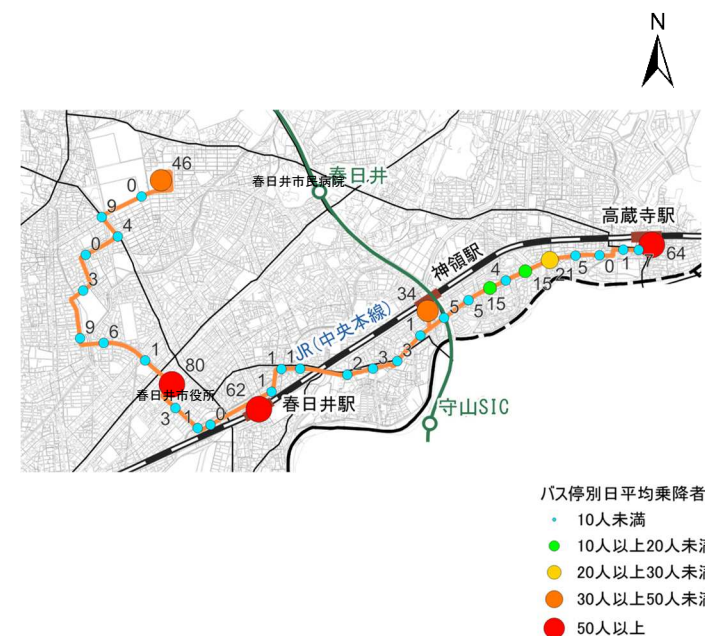 N
46
0
9
4
0
3
9
6
1
80
春日井市役所
3
1
0
62
春日井駅
1
1
1
JR(中央本線)
2
3
3
1
34
神領駅
5
5
15
4
15
21
5
0
1
7
64
高蔵寺駅
春日井市民病院
春日井
守山SIC
バス停別日平均乗降者
10人未満
10人以上20人未満
20人以上30人未満
30人以上50人未満
50人以上